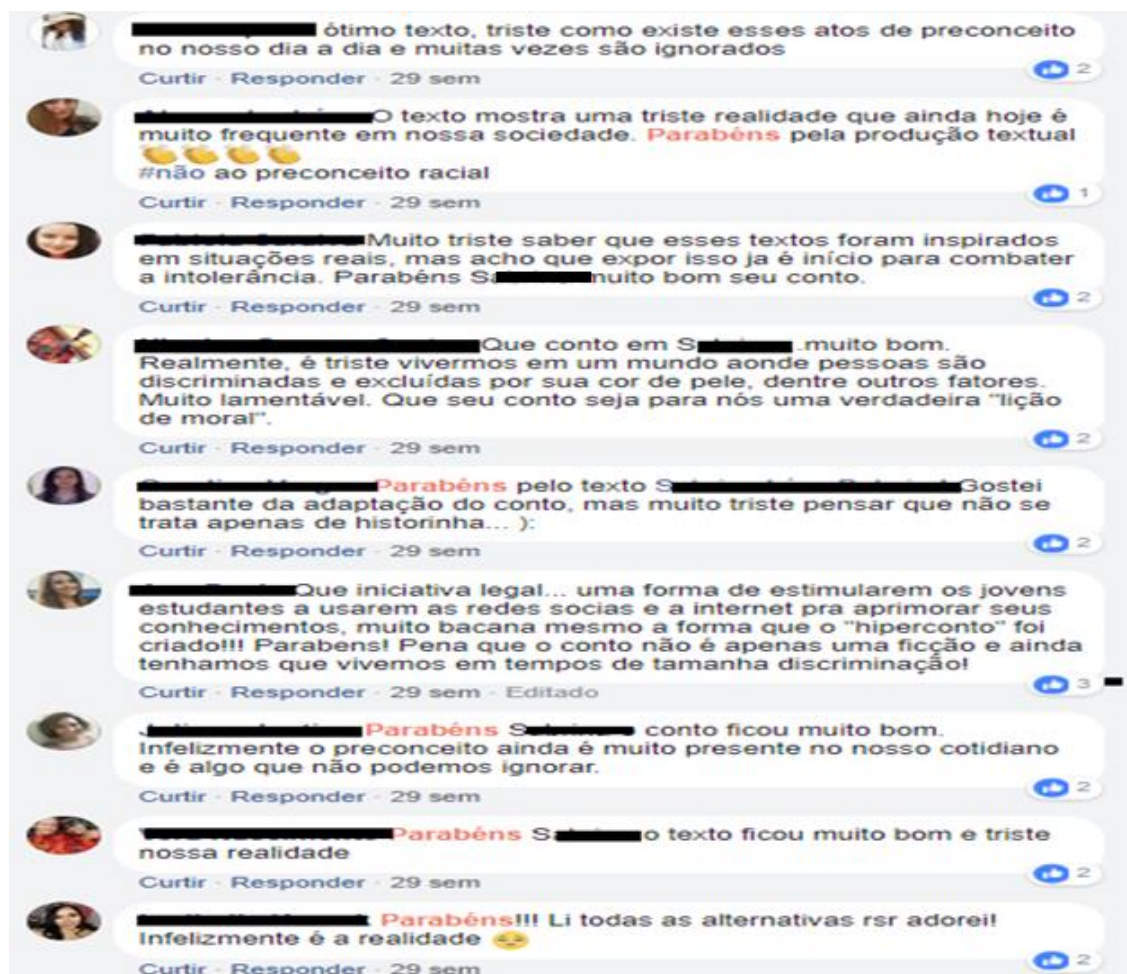 ótimo texto, triste como existe esses atos de preconceito
no nosso dia a dia e muitas vezes são ignorados
Curtir · Responder · 29 sem
2
O texto mostra uma triste realidade que ainda hoje é
muito frequente em nossa sociedade. Parabéns pela produção textual
👏👏👏👏
#não ao preconceito racial
Curtir · Responder · 29 sem
1
Muito triste saber que esses textos foram inspirados
em situações reais, mas acho que expor isso ja é início para combater
a intolerância. Parabéns muito bom seu conto.
Curtir · Responder · 29 sem
2
Que conto em muito bom.
Realmente, é triste vivermos em um mundo aonde pessoas são
discriminadas e excluídas por sua cor de pele, dentre outros fatores.
Muito lamentável. Que seu conto seja para nós uma verdadeira "lição
de moral".
Curtir · Responder · 29 sem
2
Parabéns pelo texto Gostei
bastante da adaptação do conto, mas muito triste pensar que não se
trata apenas de historinha... ):
Curtir · Responder · 29 sem
2
Que iniciativa legal... uma forma de estimularem os jovens
estudantes a usarem as redes socias e a internet pra aprimorar seus
conhecimentos, muito bacana mesmo a forma que o "hiperconto" foi
criado!!! Parabens! Pena que o conto não é apenas uma ficção e ainda
tenhamos que vivemos em tempos de tamanha discriminação!
Curtir · Responder · 29 sem · Editado
3
Parabéns conto ficou muito bom.
Infelizmente o preconceito ainda é muito presente no nosso cotidiano
e é algo que não podemos ignorar.
Curtir · Responder · 29 sem
2
Parabéns o texto ficou muito bom e triste
nossa realidade
Curtir · Responder · 29 sem
2
Parabéns!!! Li todas as alternativas rsr adorei!
Infelizmente é a realidade 😔
Curtir · Responder · 29 sem
2